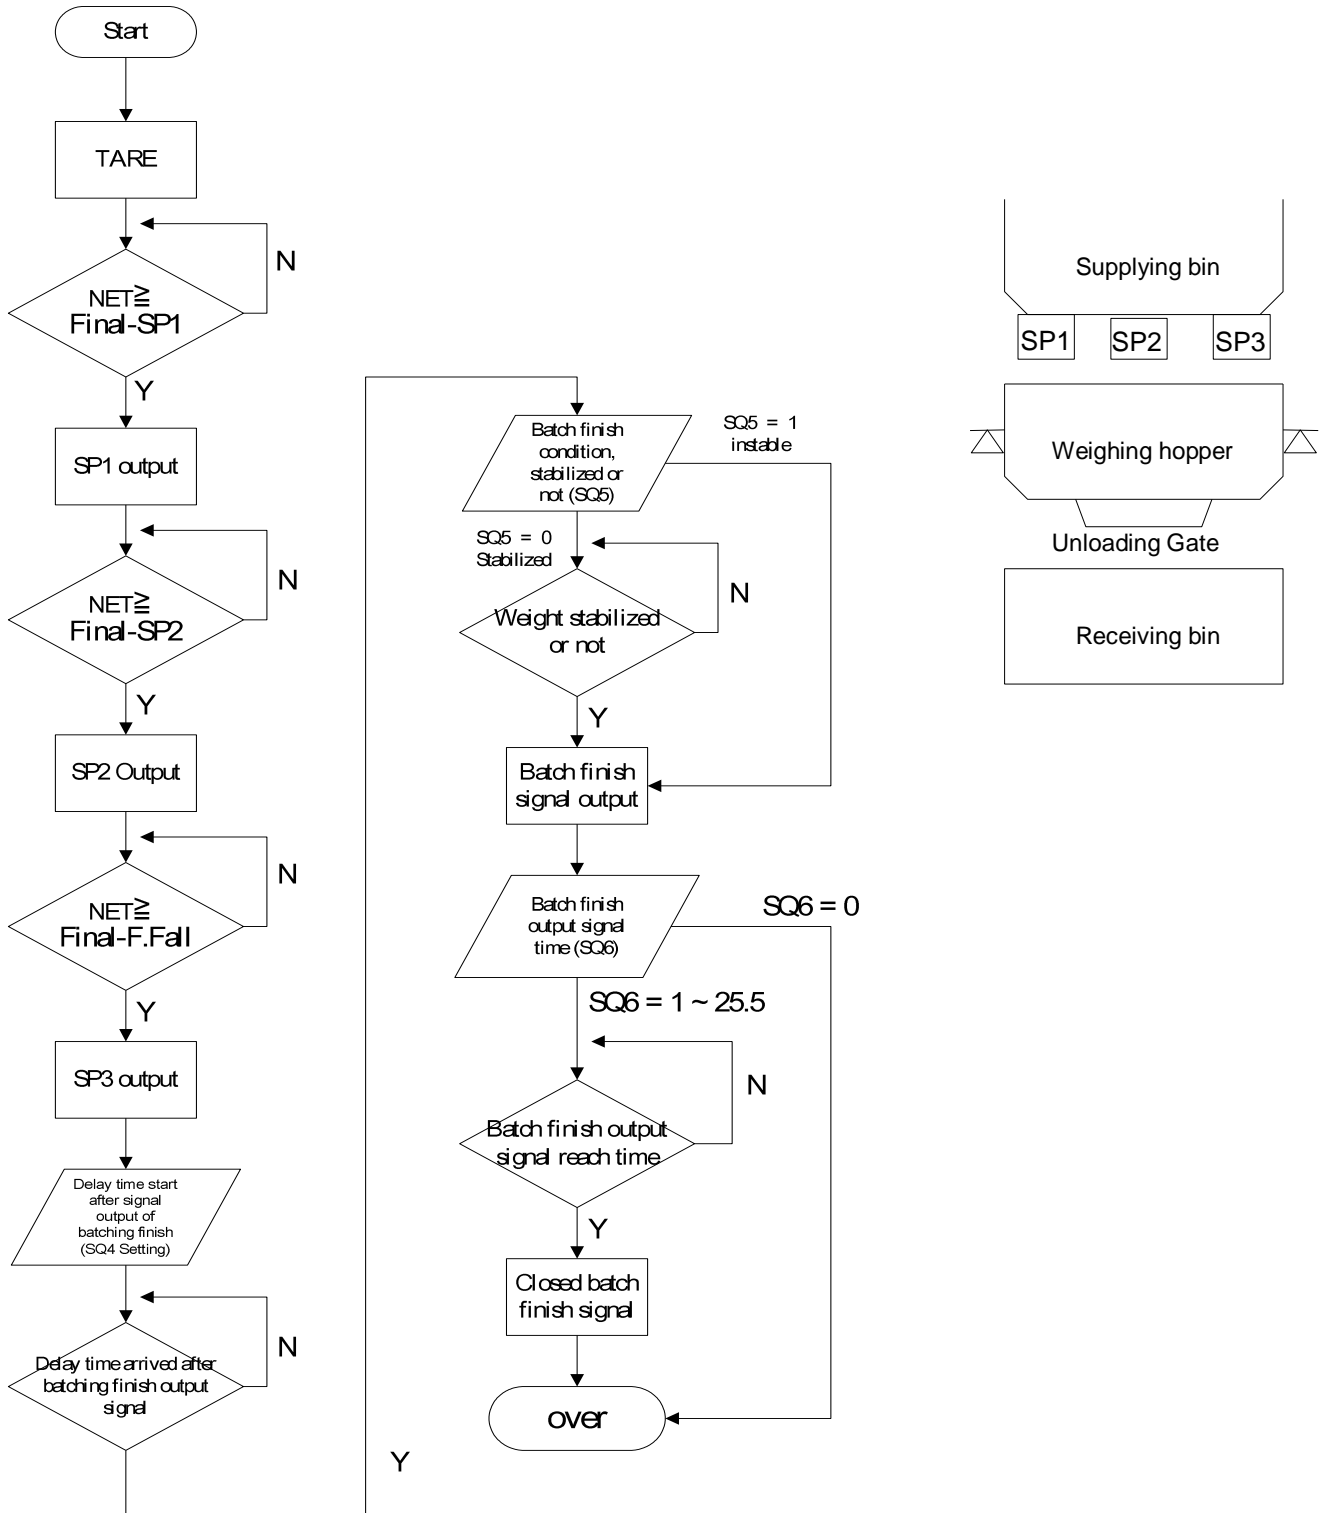 Start
TARE
NET≧
Final-SP1
N
Y
SP1 output
NET≧
Final-SP2
N
Y
SP2 Output
NET≧
Final-F.Fall
N
Y
SP3 output
Delay time start
after signal
output of
batching finish
(SQ4 Setting)
Delay time arrived after
batching finish output
signal
N
Y
Batch finish
condition,
stabilized or
not (SQ5)
SQ5 = 1
instable
SQ5 = 0
Stabilized
Weight stabilized
or not
N
Y
Batch finish
signal output
Batch finish
output signal
time (SQ6)
SQ6 = 0
SQ6 = 1 ~ 25.5
Batch finish output
signal reach time
N
Y
Closed batch
finish signal
over
Supplying bin
SP1
SP2
SP3
Weighing hopper
Unloading Gate
Receiving bin